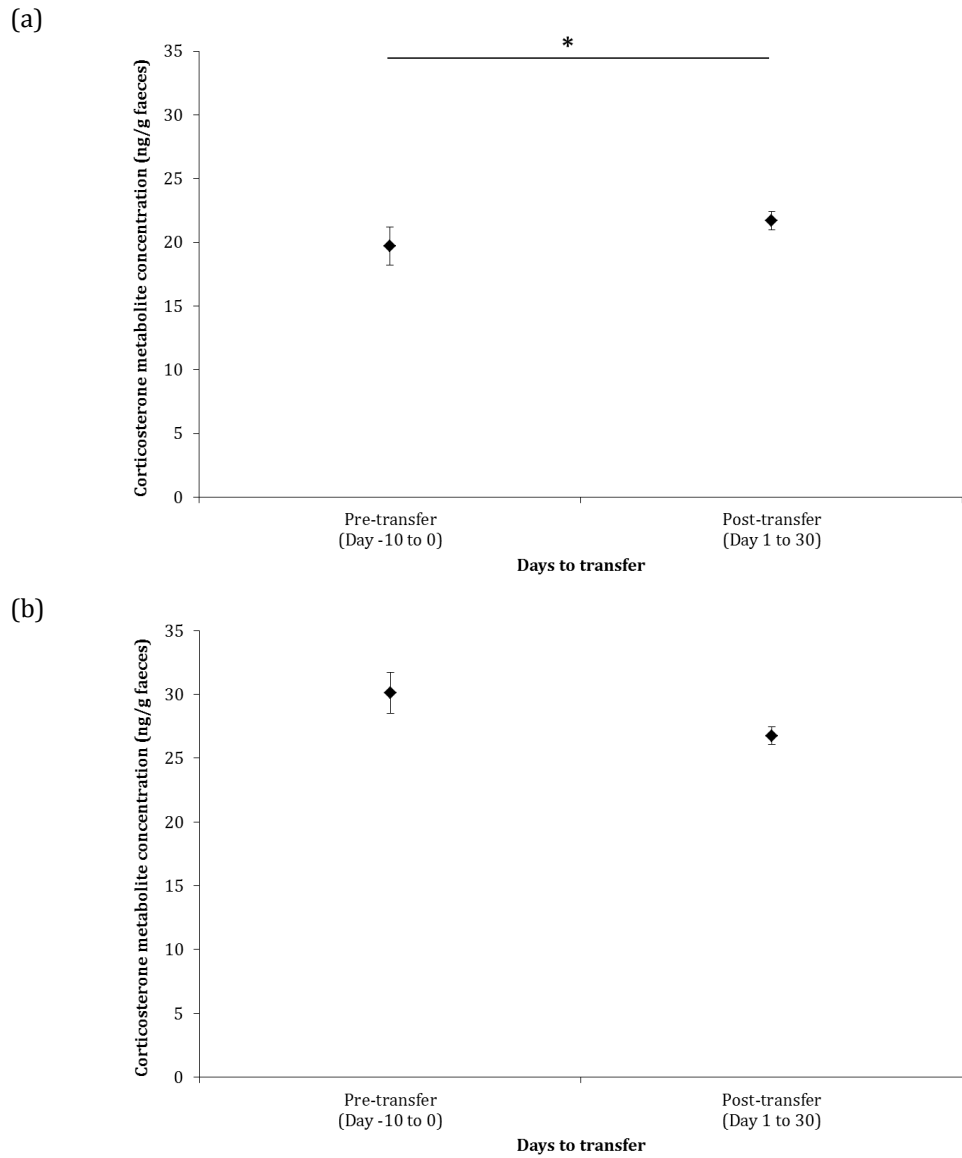 (a)
*
Corticosterone metabolite concentration (ng/g faeces)
35
30
25
20
15
10
5
0
Pre-transfer
(Day -10 to 0)
Post-transfer
(Day 1 to 30)
Days to transfer
(b)
Corticosterone metabolite concentration (ng/g faeces)
35
30
25
20
15
10
5
0
Pre-transfer
(Day -10 to 0)
Post-transfer
(Day 1 to 30)
Days to transfer